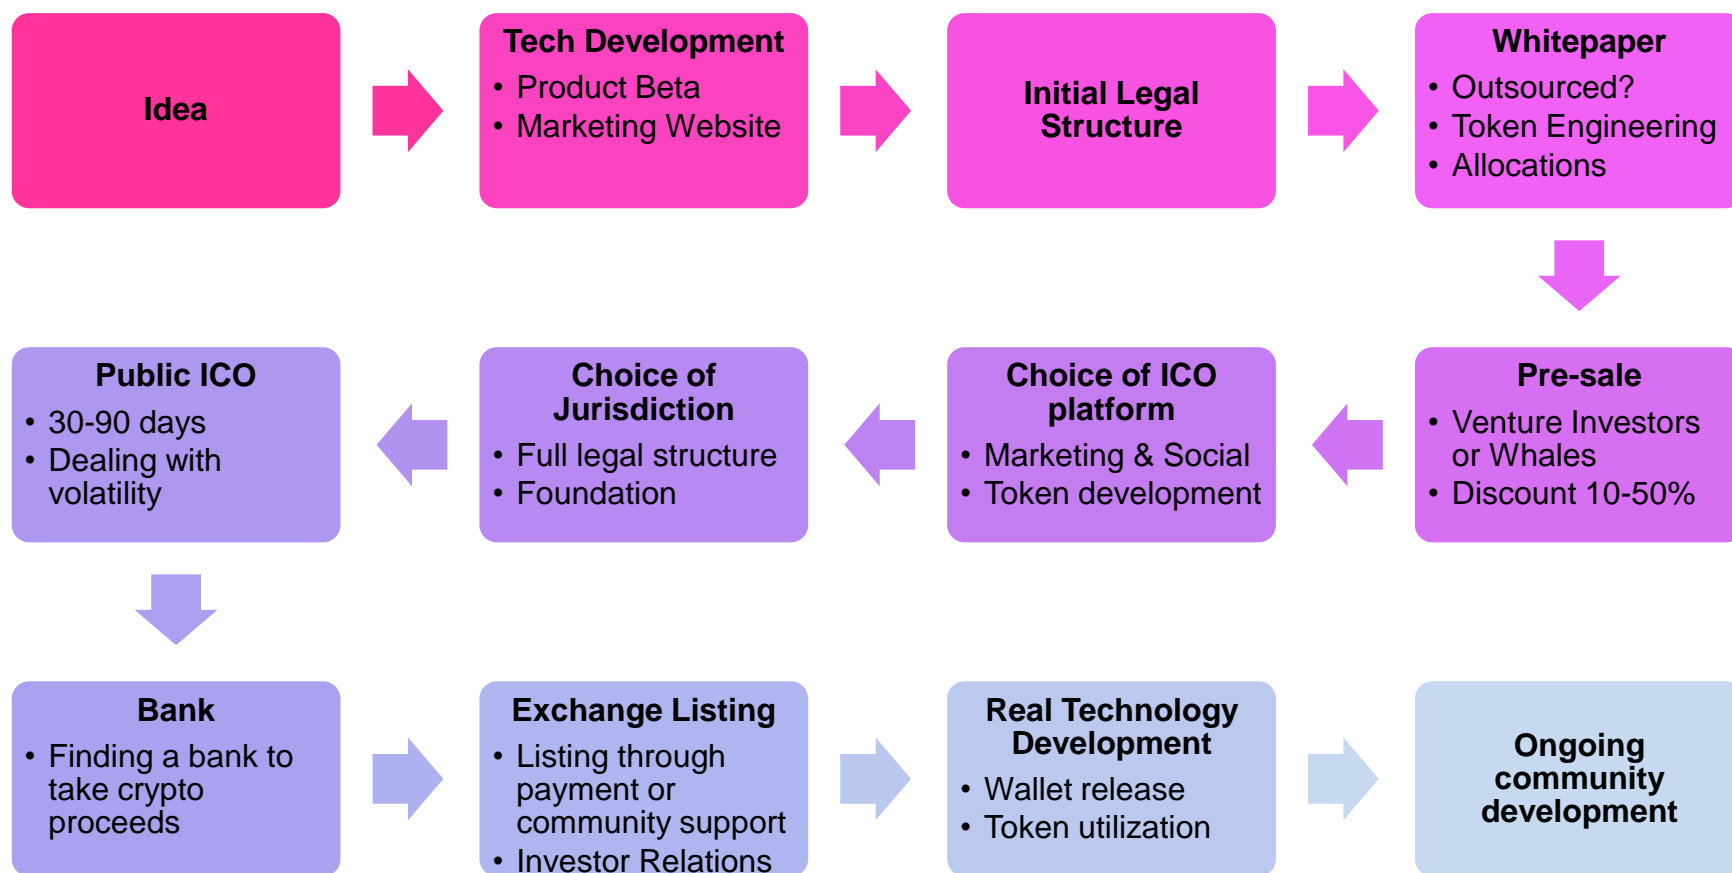 Idea
Tech Development
• Product Beta
• Marketing Website
Initial Legal
Structure
Whitepaper
• Outsourced?
• Token Engineering
• Allocations
Pre-sale
• Venture Investors
or Whales
• Discount 10-50%
Choice of ICO
platform
• Marketing & Social
• Token development
Choice of
Jurisdiction
• Full legal structure
• Foundation
Public ICO
• 30-90 days
• Dealing with
volatility
Bank
• Finding a bank to
take crypto
proceeds
Exchange Listing
• Listing through
payment or
community support
• Investor Relations
Real Technology
Development
• Wallet release
• Token utilization
Ongoing
community
development